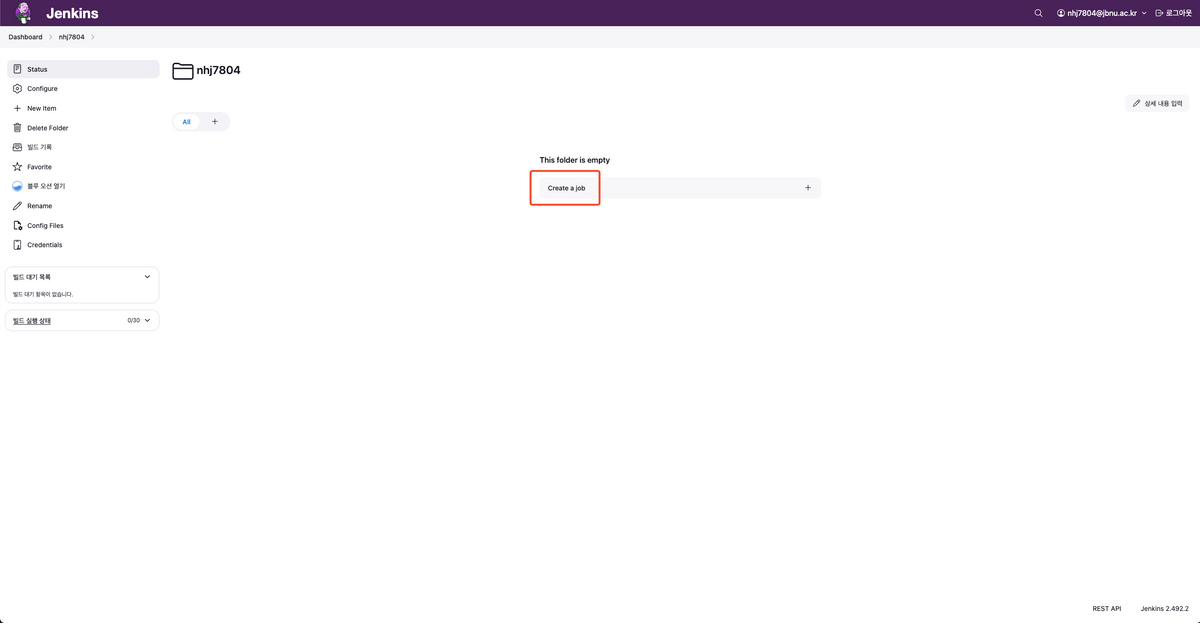 Jenkins
nhj7804@jbnu.ac.kr
로그아웃
Dashboard
nhj7804
Status
Configure
New Item
Delete Folder
빌드 기록
Favorite
블루 오션 열기
Rename
Config Files
Credentials
빌드 대기 목록
빌드 대기 항목이 없습니다.
빌드 실행 상태
0/30
nhj7804
상세 내용 입력
All
This folder is empty
Create a job
REST API
Jenkins 2.492.2